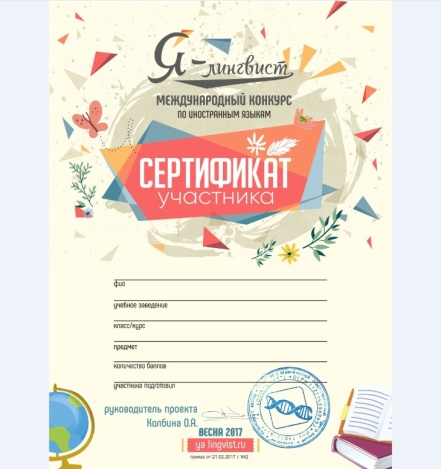 Я-лингвист
МЕЖДУНАРОДНЫЙ КОНКУРС
ПО ИНОСТРАННЫМ ЯЗЫКАМ
СЕРТИФИКАТ
участника
фио
учебное заведение
класс/курс
предмет
количество баллов
участника подготовил
руководитель проекта
Колбина О.А.
ВЕСНА 2017
ya lingvist.ru
приказ от 21.02.2017 г. №2